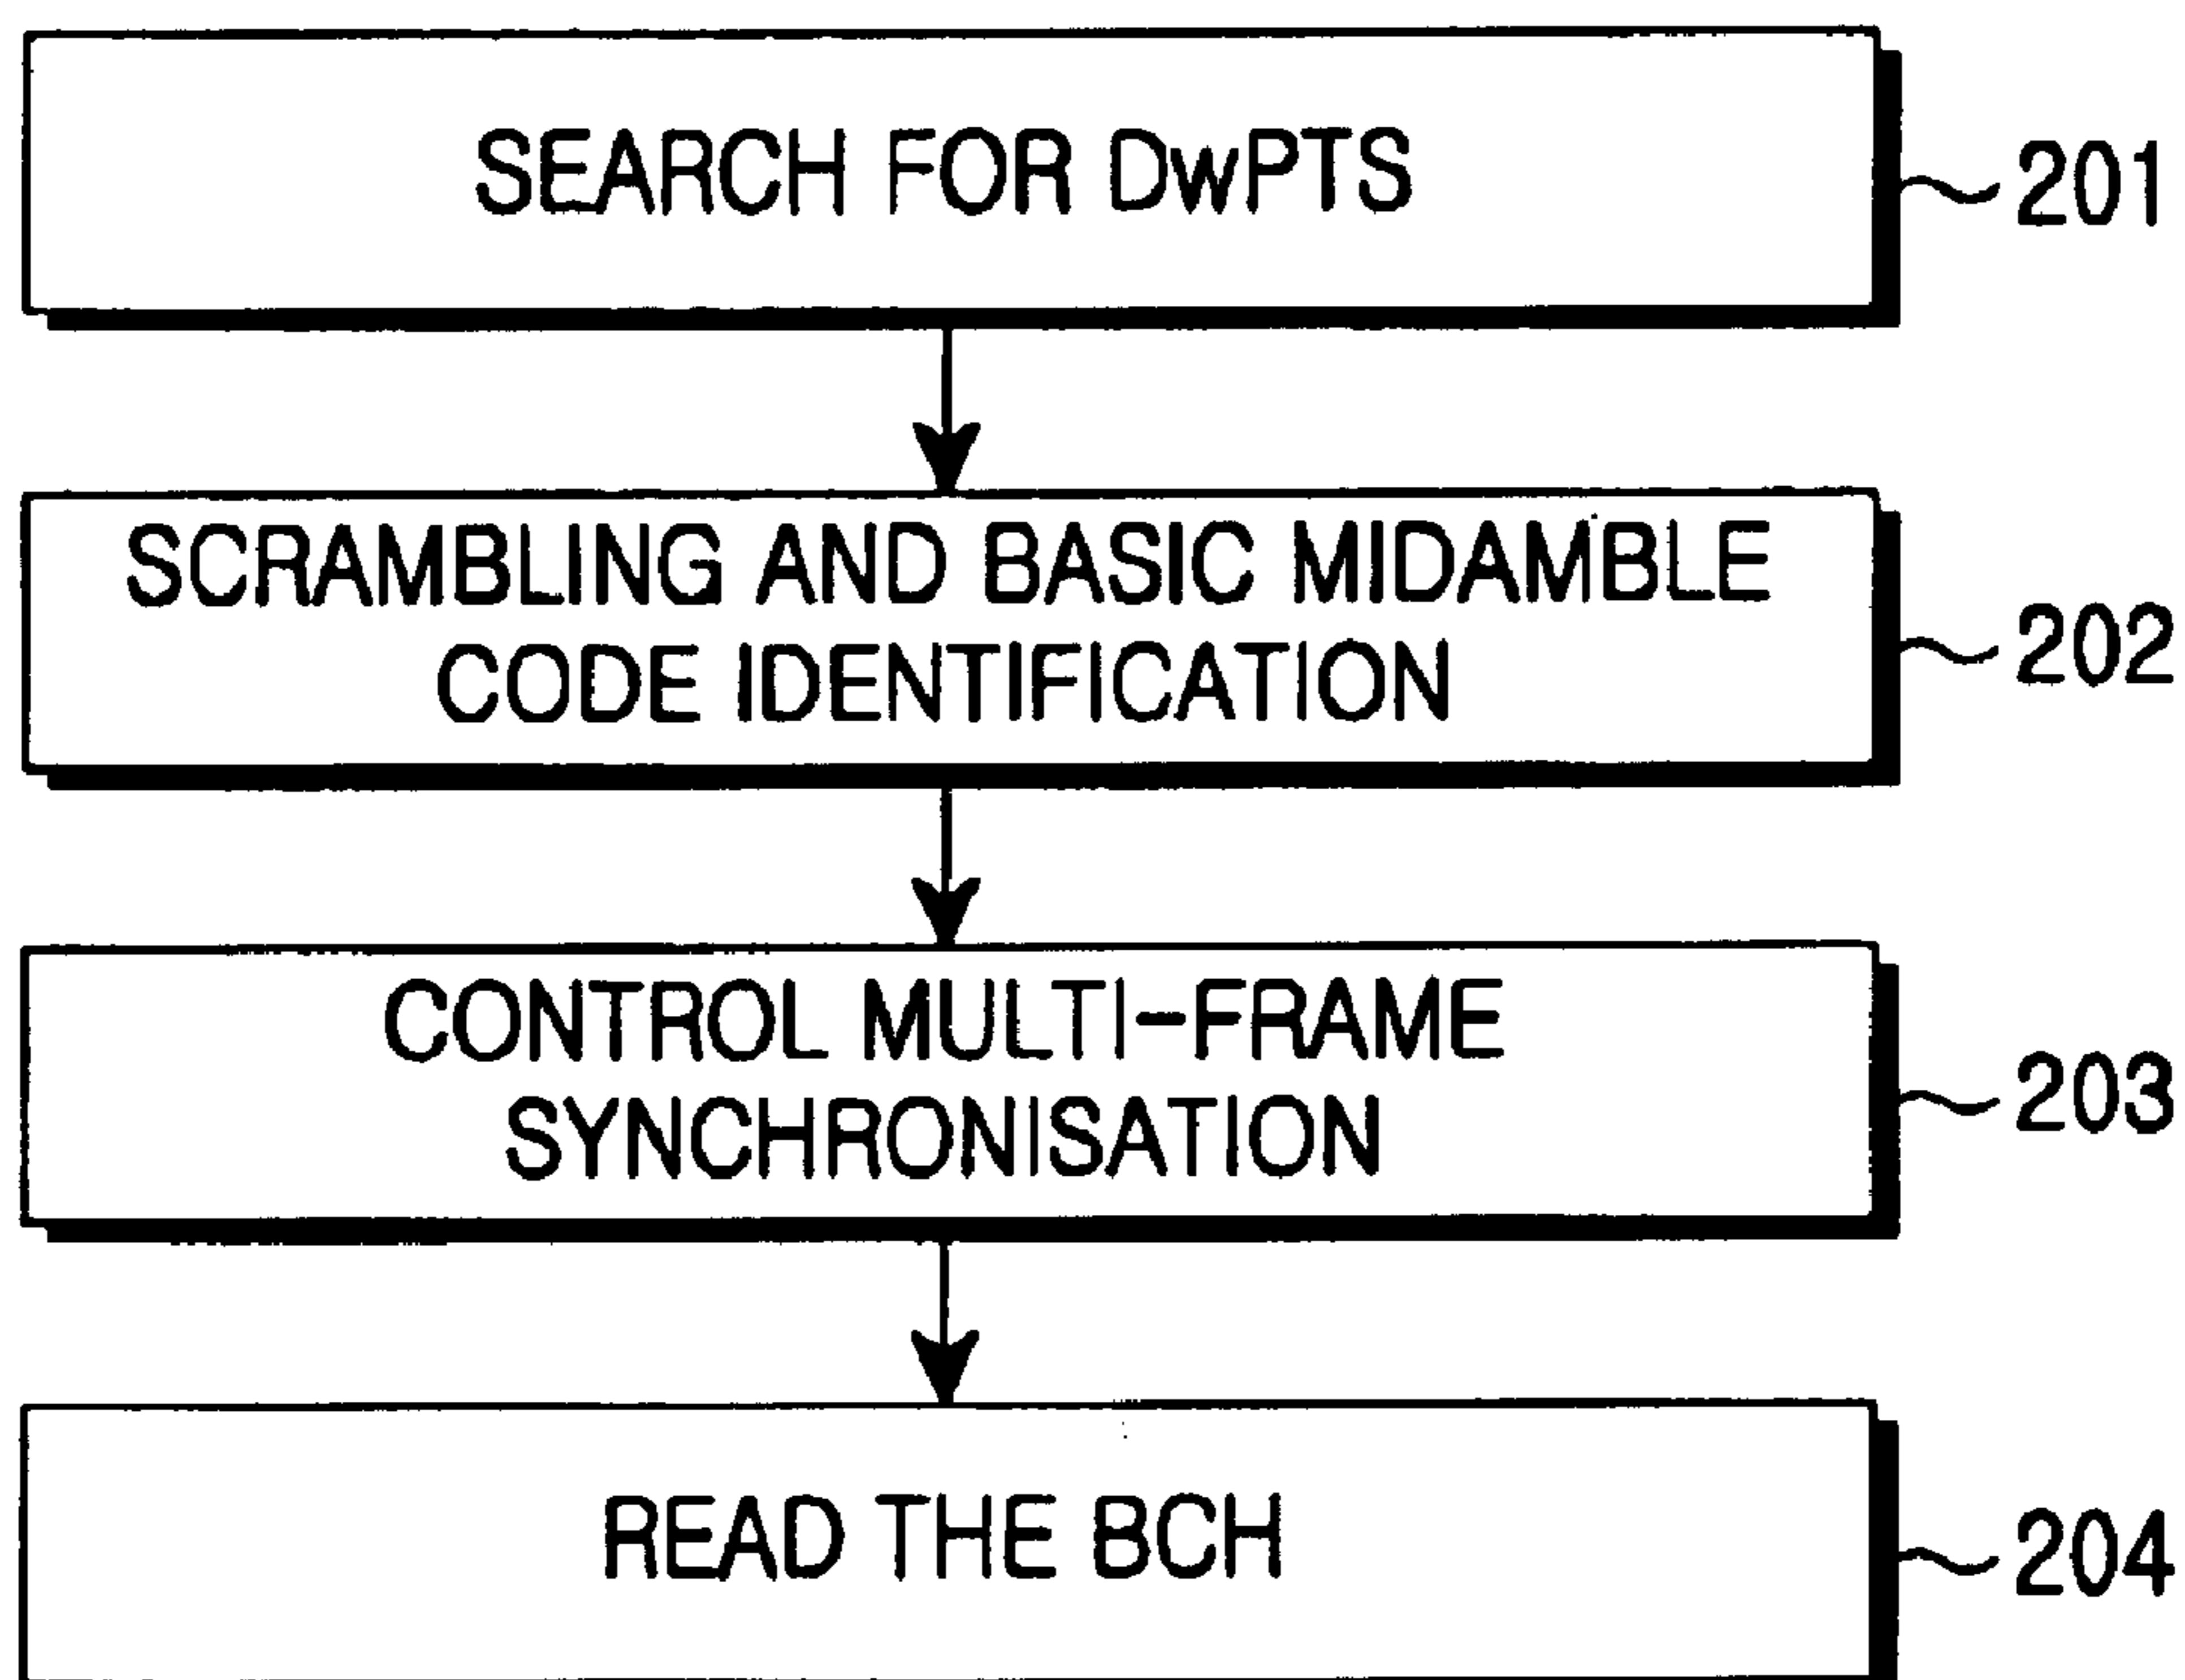 SEARCH FOR DwPTS
201
SCRAMBLING AND BASIC MIDAMBLE
CODE IDENTIFICATION
202
CONTROL MULTI-FRAME
SYNCHRONISATION
203
READ THE BCH
204